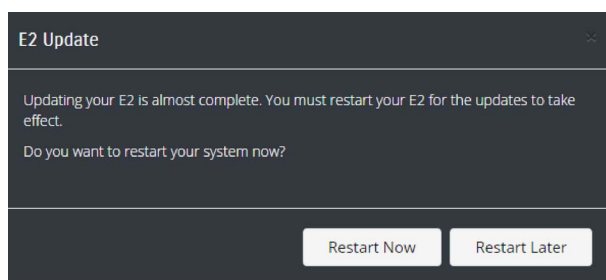 E2 Update
Updating your E2 is almost complete. You must restart your E2 for the updates to take
effect.
Do you want to restart your system now?
Restart Now
Restart Later